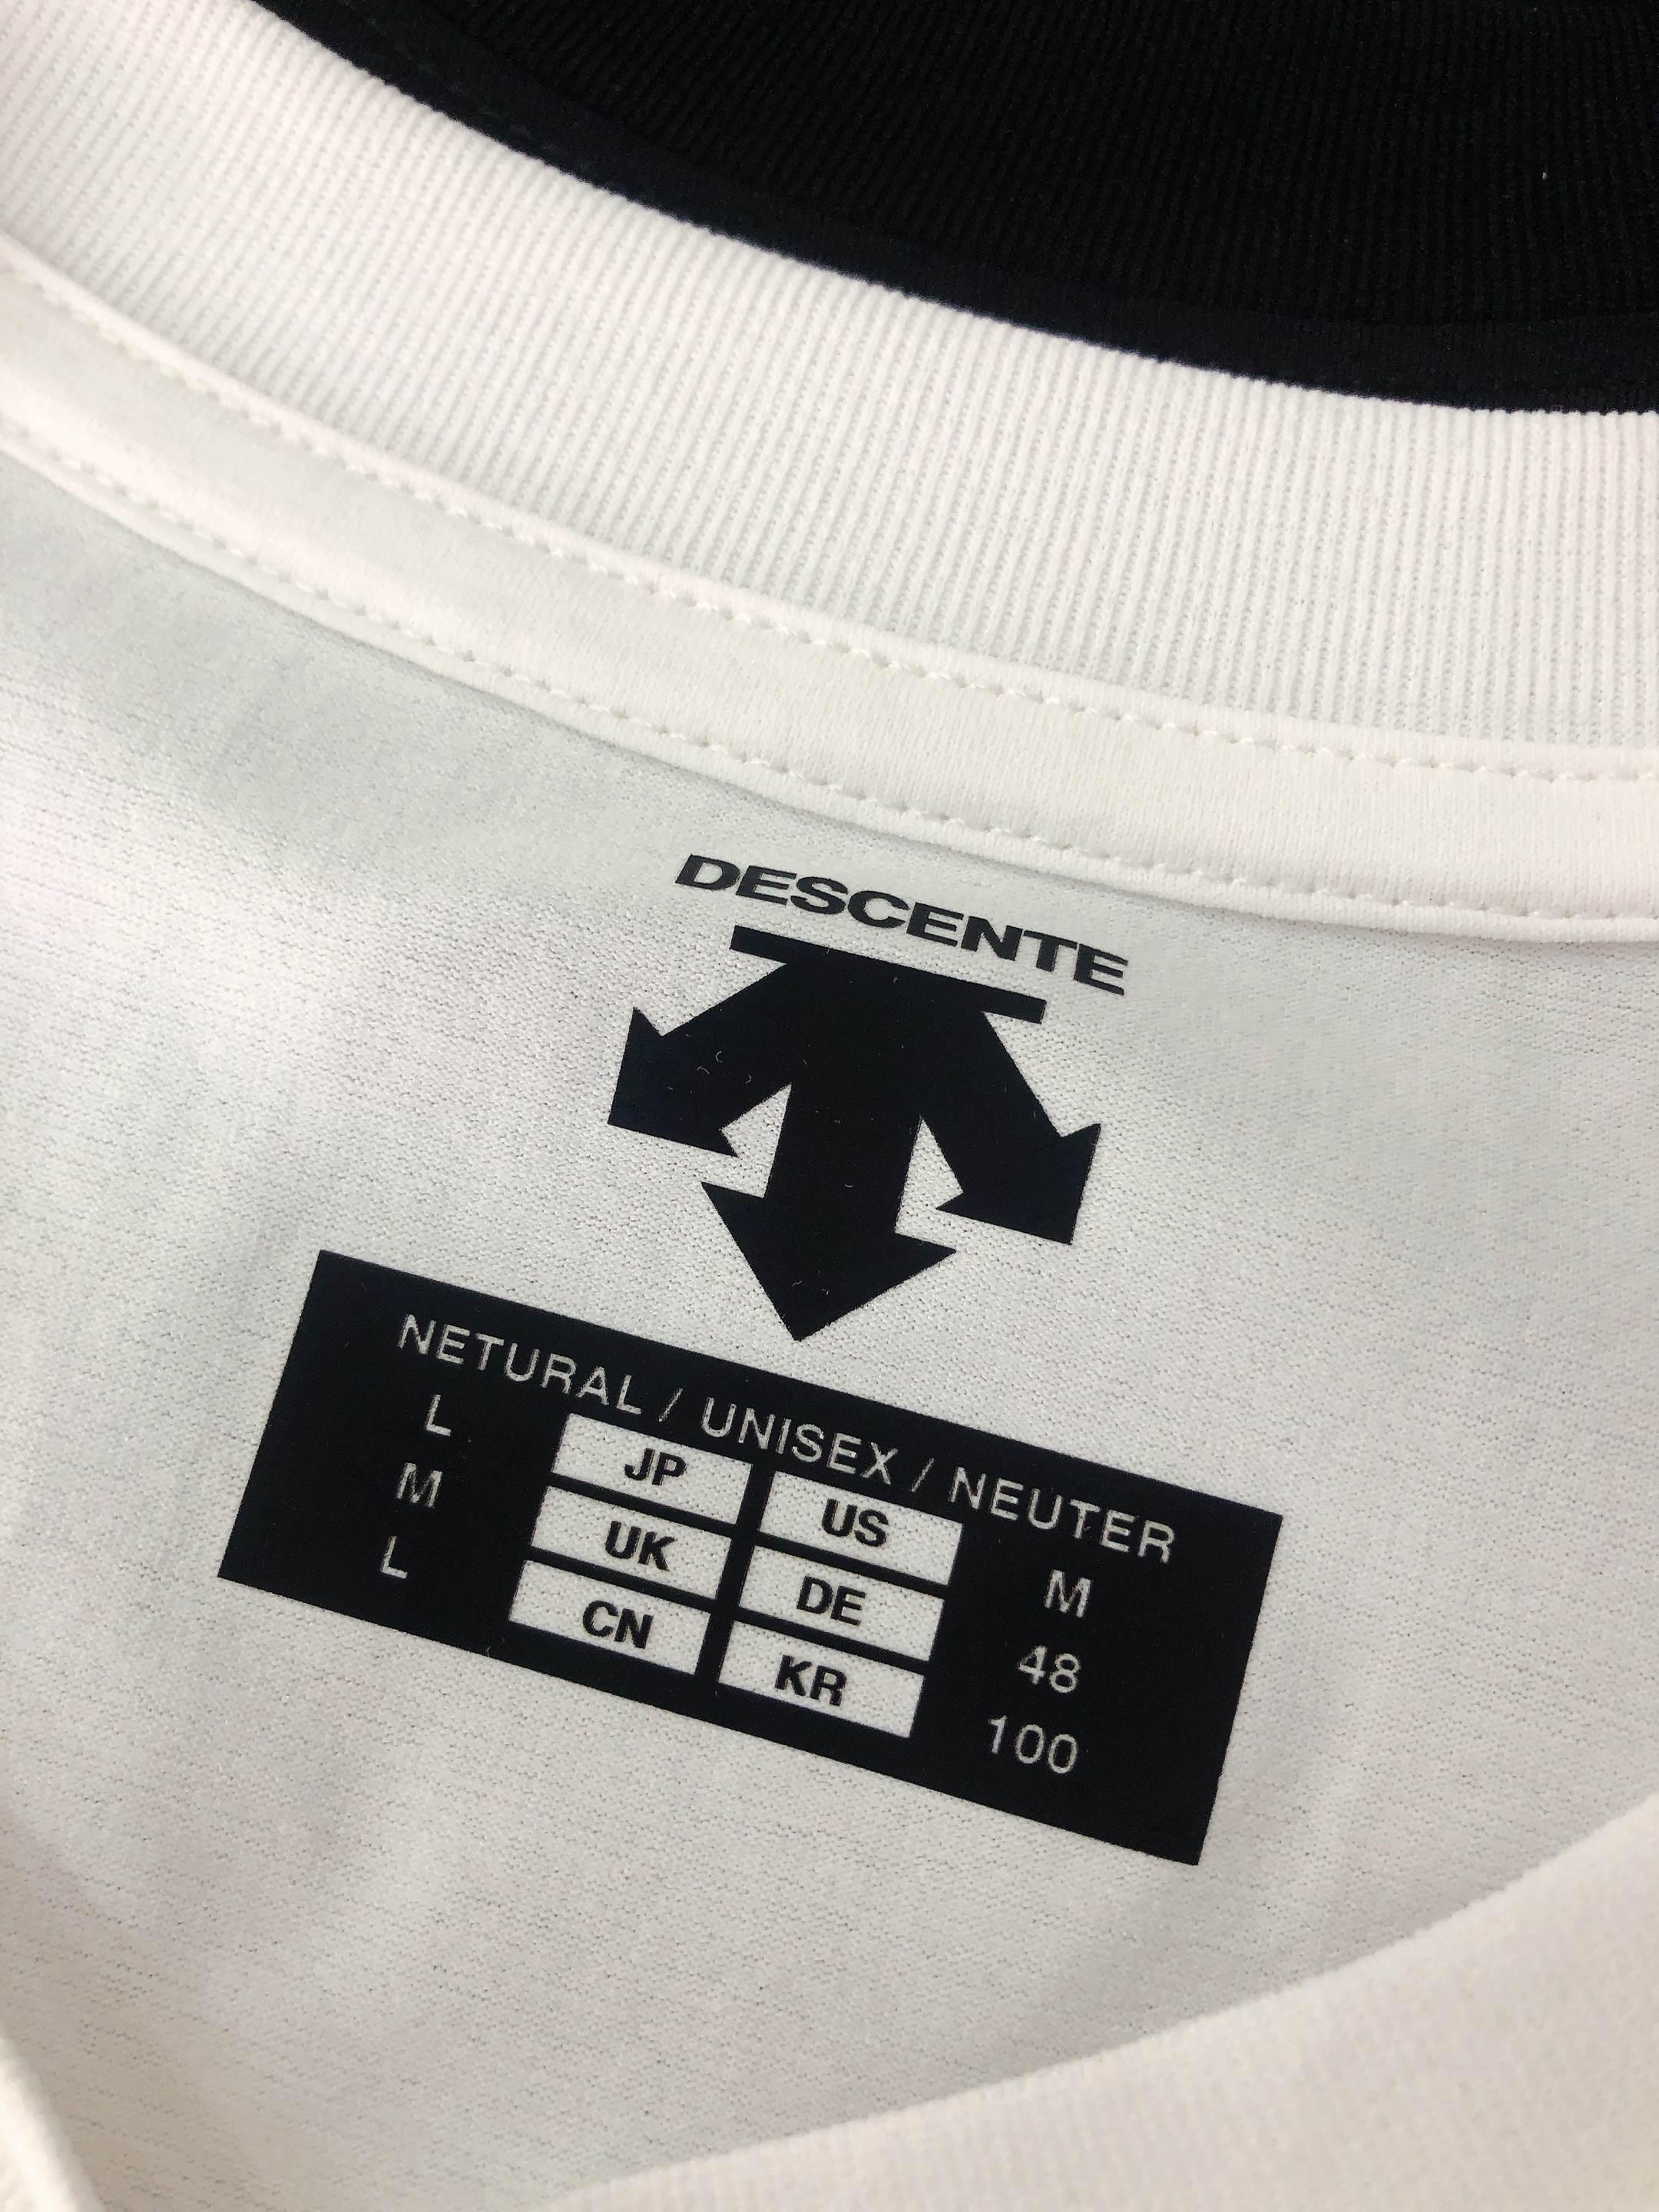 DESCENTE
NETURAL / UNISEX / NEUTER
L JP US M
M UK DE 48
L CN KR 100